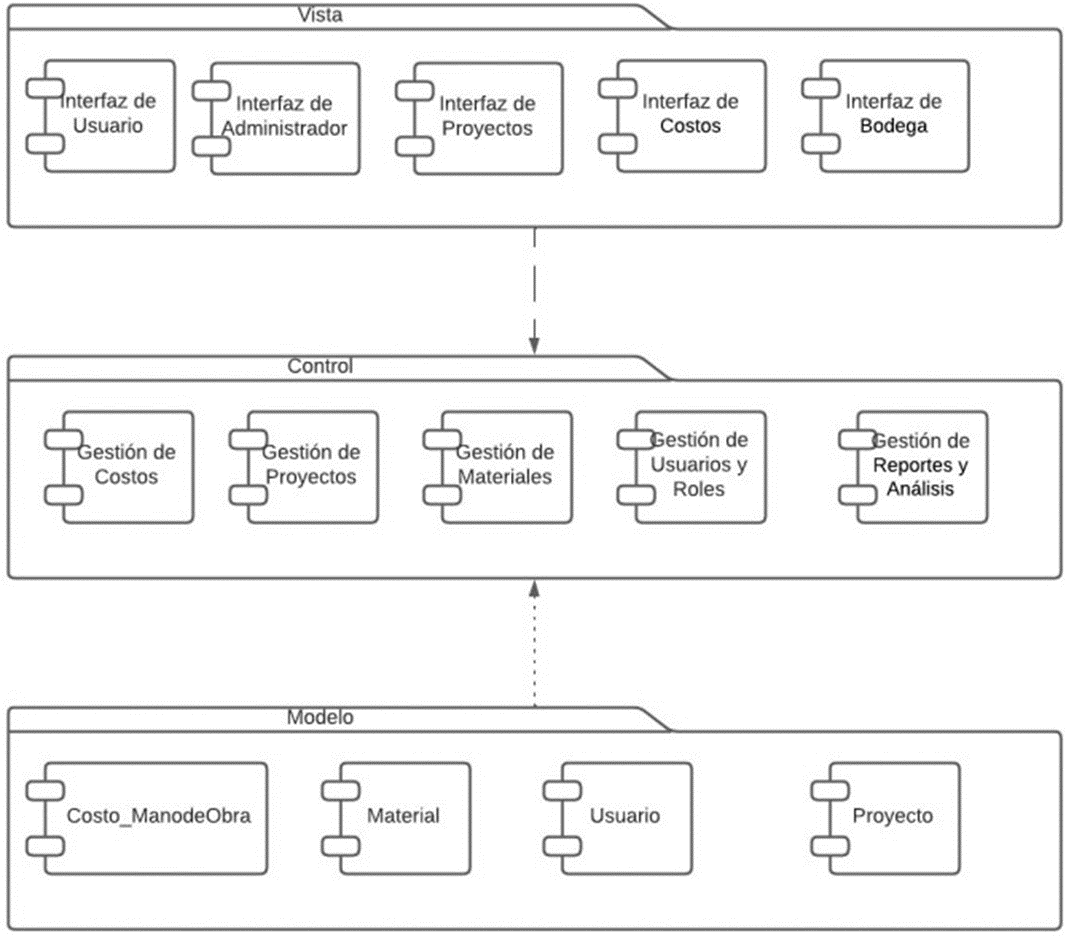 Vista
Interfaz de
Usuario
Interfaz de
Administrador
Interfaz de
Proyectos
Interfaz de
Costos
Interfaz de
Bodega
Control
Gestión de
Costos
Gestión de
Proyectos
Gestión de
Materiales
Gestión de
Usuarios y
Roles
Gestión de
Reportes y
Análisis
Modelo
Costo_ManodeObra
Material
Usuario
Proyecto